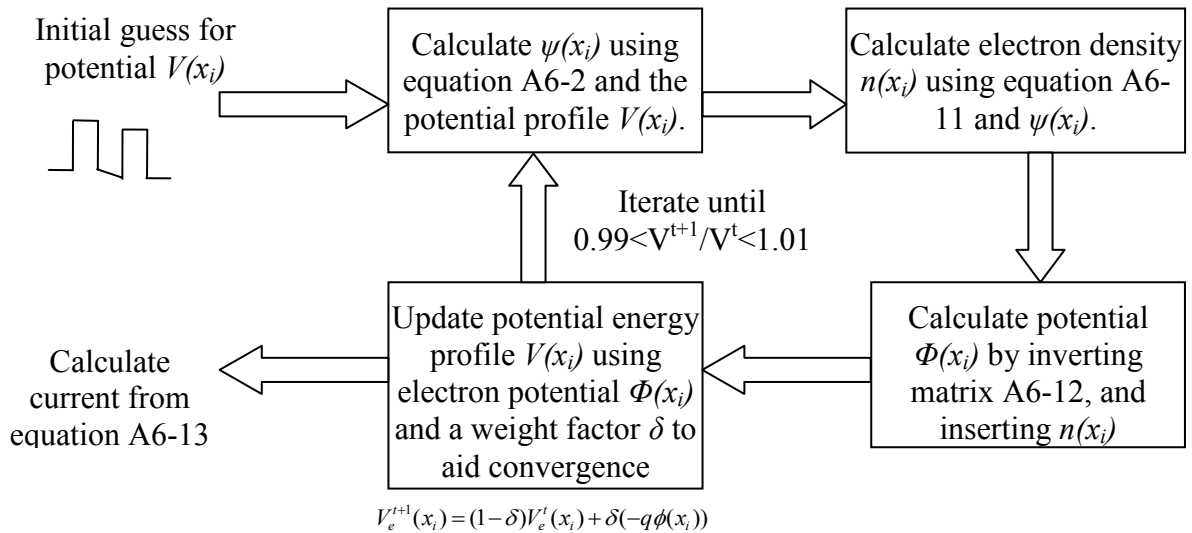 Initial guess for
potential V(xᵢ)
Calculate ψ(xᵢ) using
equation A6-2 and the
potential profile V(xᵢ).
Calculate electron density
n(xᵢ) using equation A6-
11 and ψ(xᵢ).
Iterate until
0.99<Vᵗ⁺¹/Vᵗ<1.01
Calculate potential
Φ(xᵢ) by inverting
matrix A6-12, and
inserting n(xᵢ)
Update potential energy
profile V(xᵢ) using
electron potential Φ(xᵢ)
and a weight factor δ to
aid convergence
Vₑᵗ⁺¹(xᵢ) = (1−δ)Vₑᵗ(xᵢ) + δ(−qϕ(xᵢ))
Calculate
current from
equation A6-13